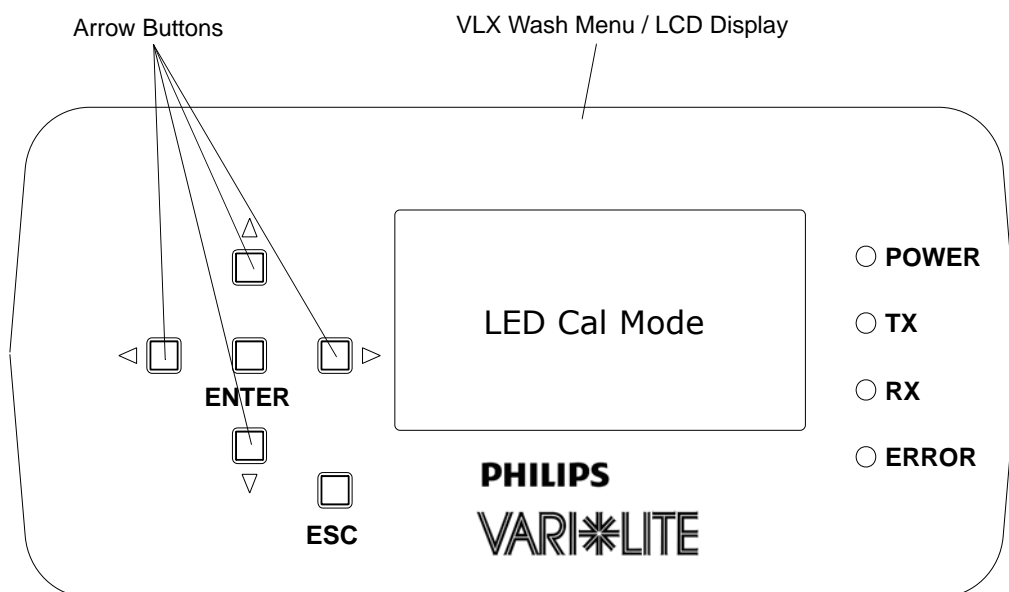 Arrow Buttons
VLX Wash Menu / LCD Display
POWER
LED Cal Mode
TX
RX
ENTER
ERROR
PHILIPS
ESC
VARI*LITE